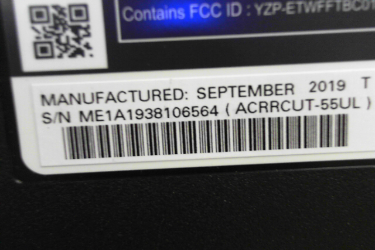 Contains FCC ID : YZP-ETWFFTBC01
MANUFACTURED: SEPTEMBER 2019 T
S/N ME1A1938106564 ( ACRRCUT-55UL )